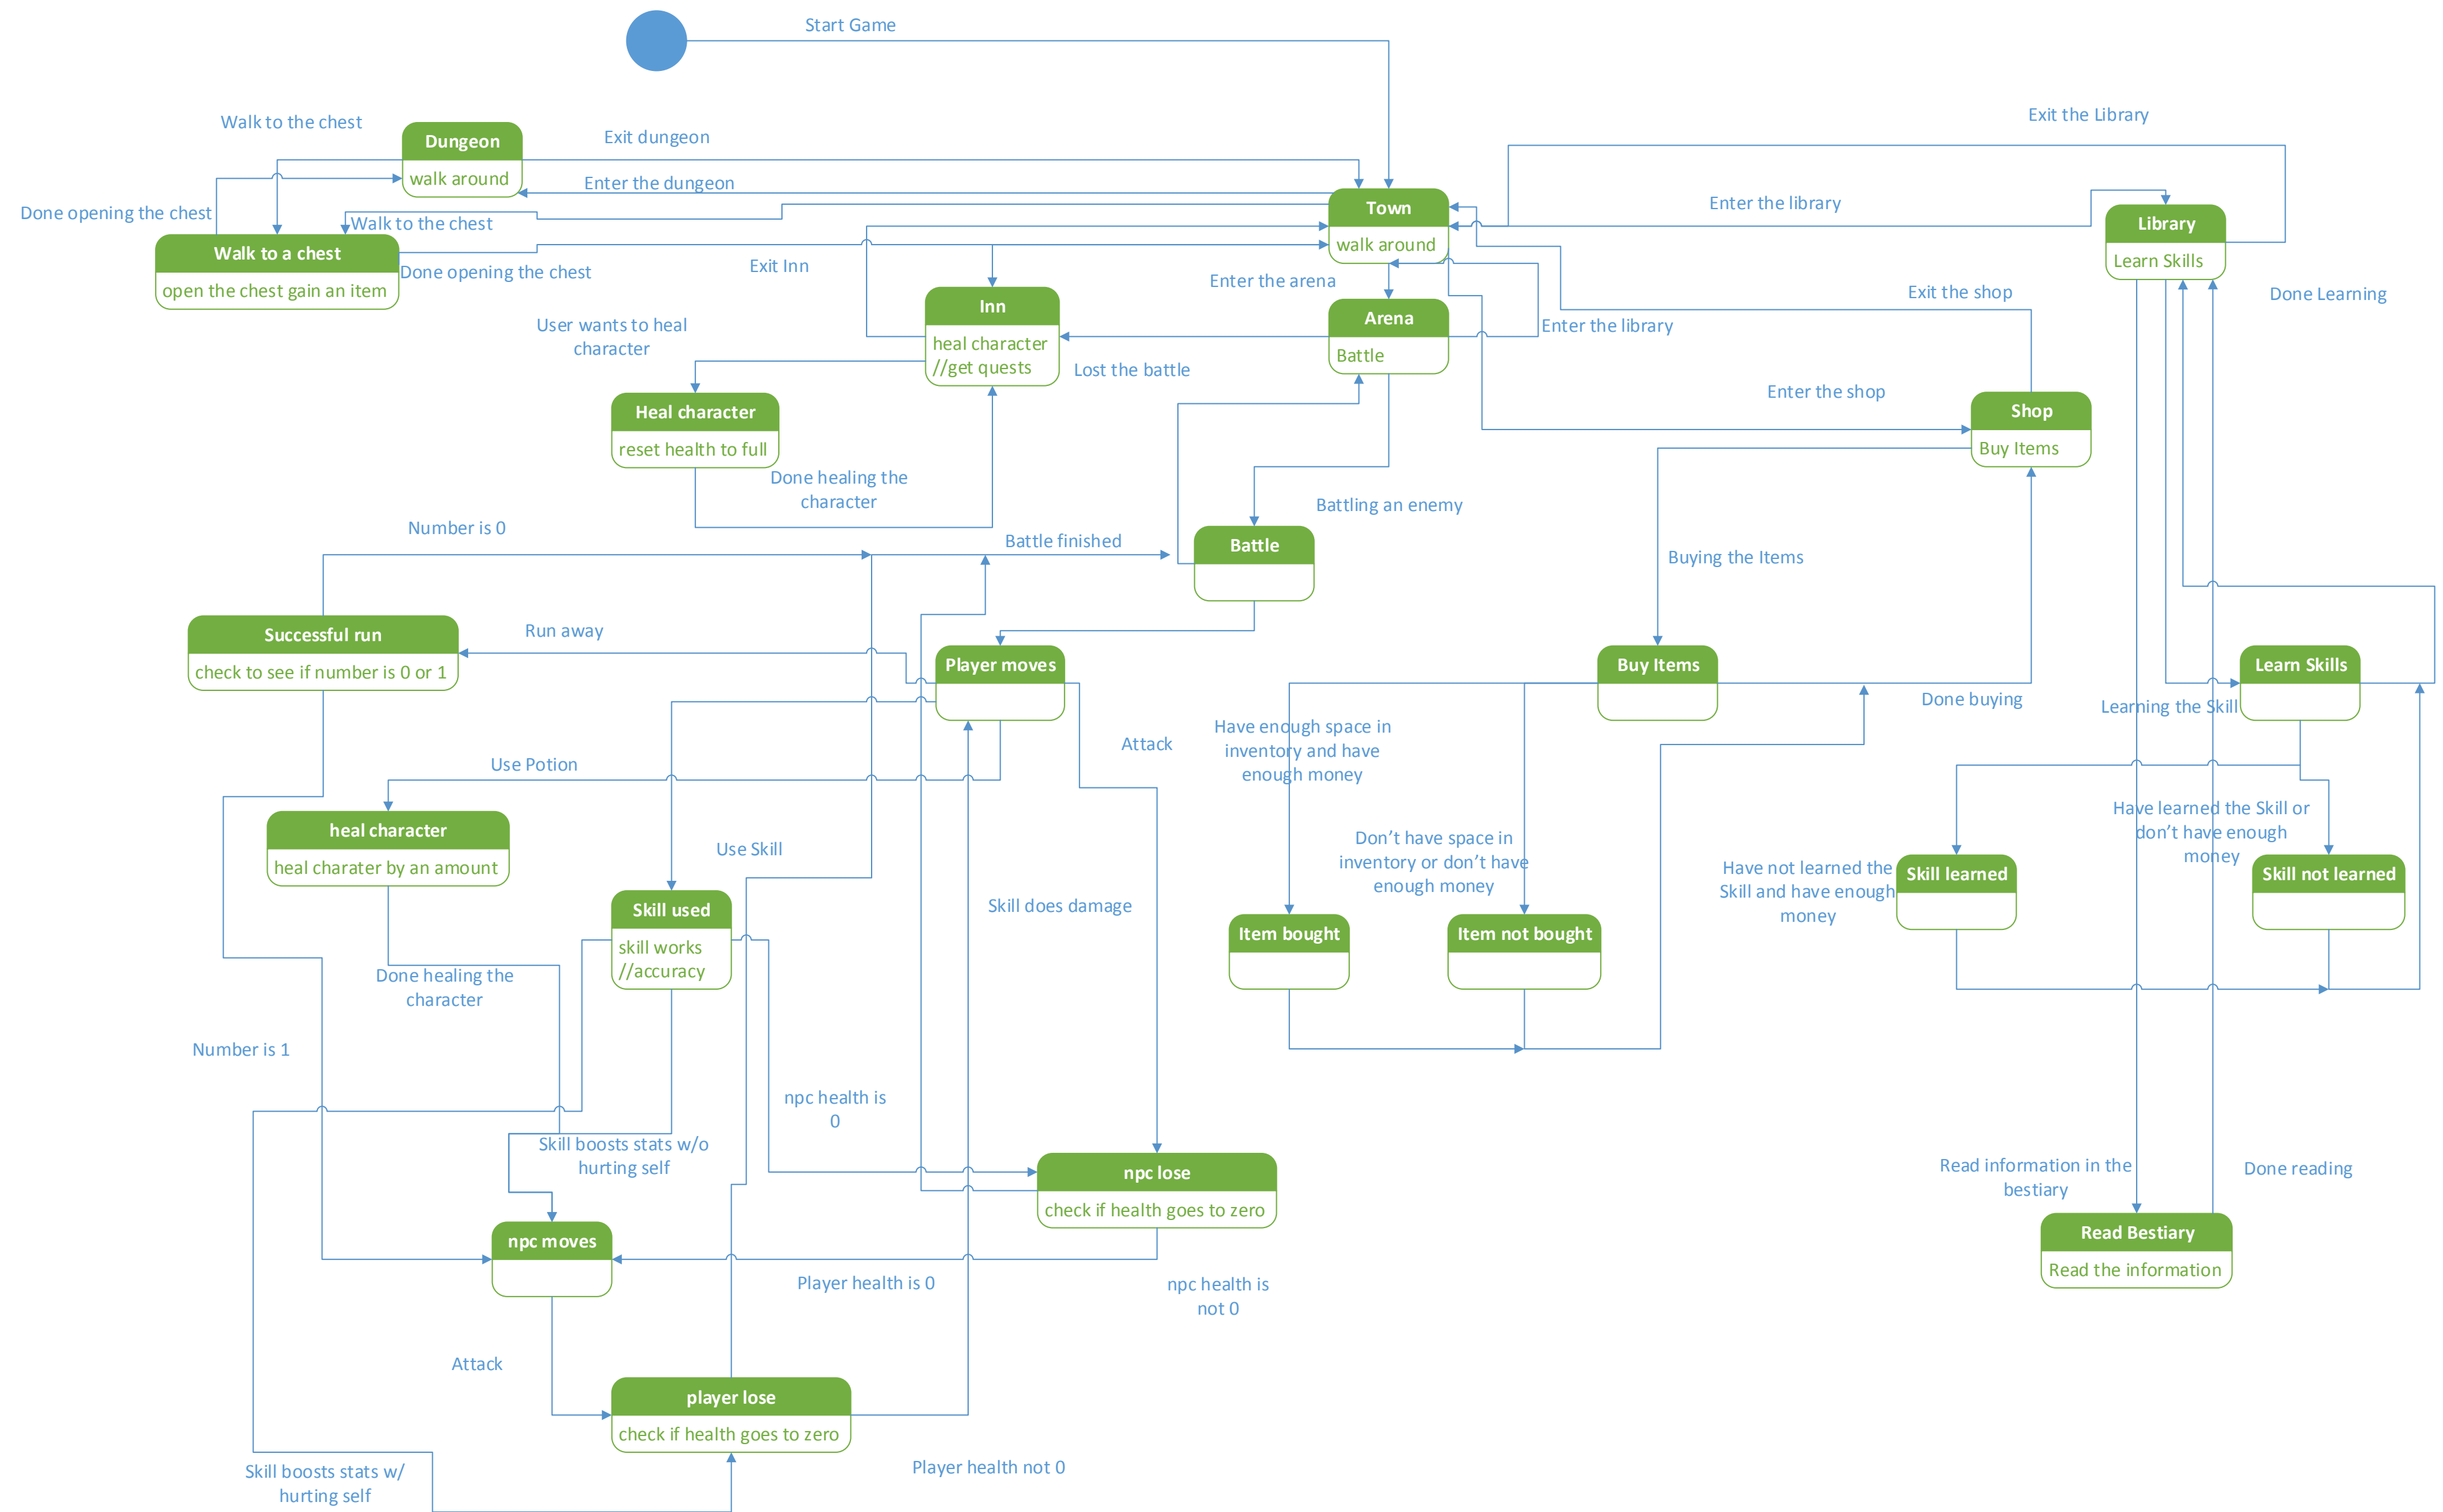 Start Game
Walk to the chest
Dungeon
walk around
Exit dungeon
Enter the dungeon
Exit the Library
Done opening the chest
Walk to the chest
Town
walk around
Enter the library
Library
Learn Skills
Walk to a chest
open the chest gain an item
Done opening the chest
Exit Inn
Enter the arena
Exit the shop
Done Learning
Inn
heal character
//get quests
Arena
Battle
Enter the library
User wants to heal
character
Lost the battle
Enter the shop
Heal character
reset health to full
Shop
Buy Items
Done healing the
character
Battling an enemy
Number is 0
Battle finished
Battle
Buying the Items
Successful run
check to see if number is 0 or 1
Run away
Player moves
Buy Items
Learn Skills
Done buying
Learning the Skill
Have enough space in
inventory and have
enough money
Attack
Use Potion
heal character
heal charater by an amount
Use Skill
Don't have space in
inventory or don't have
enough money
Have learned the Skill or
don't have enough
money
Have not learned the
Skill and have enough
money
Skill learned
Skill not learned
Skill used
skill works
//accuracy
Skill does damage
Item bought
Item not bought
Done healing the
character
Number is 1
npc health is
0
Skill boosts stats w/o
hurting self
npc lose
check if health goes to zero
Read information in the
bestiary
Done reading
npc moves
Read Bestiary
Read the information
Player health is 0
npc health is
not 0
Attack
player lose
check if health goes to zero
Skill boosts stats w/
hurting self
Player health not 0